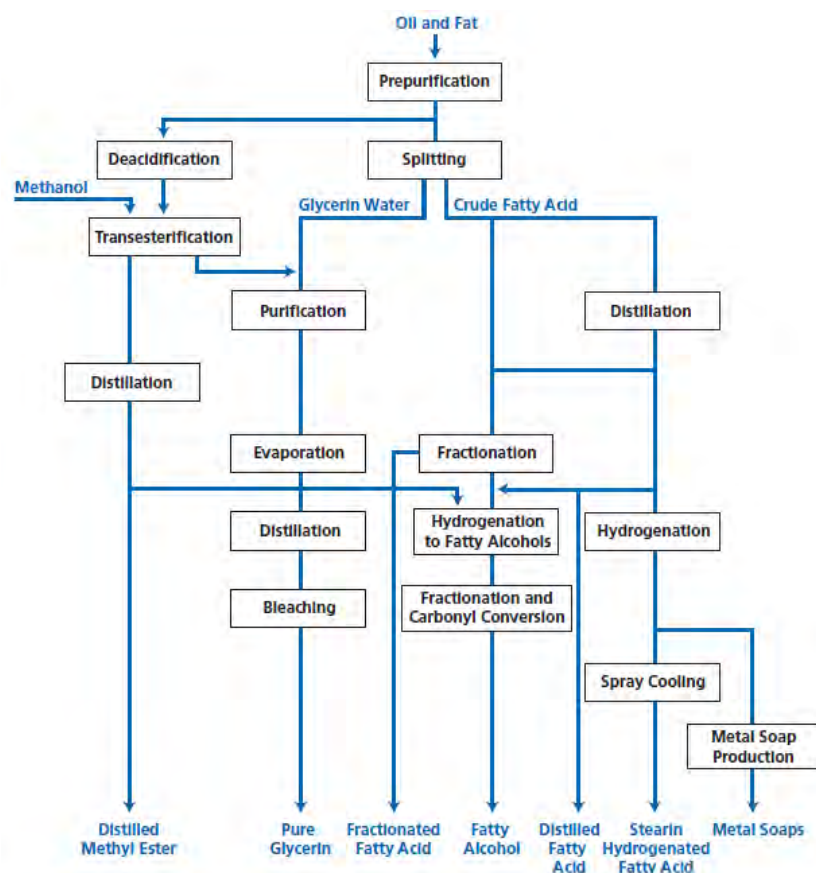 Oil and Fat
Prepurification
Deacidification
Splitting
Methanol
Glycerin Water
Crude Fatty Acid
Transesterification
Purification
Distillation
Distillation
Evaporation
Fractionation
Distillation
Hydrogenation
to Fatty Alcohols
Hydrogenation
Bleaching
Fractionation and
Carbonyl Conversion
Spray Cooling
Metal Soap
Production
Distilled
Methyl Ester
Pure
Glycerin
Fractionated
Fatty Acid
Fatty
Alcohol
Distilled
Fatty
Acid
Stearin
Hydrogenated
Fatty Acid
Metal Soaps